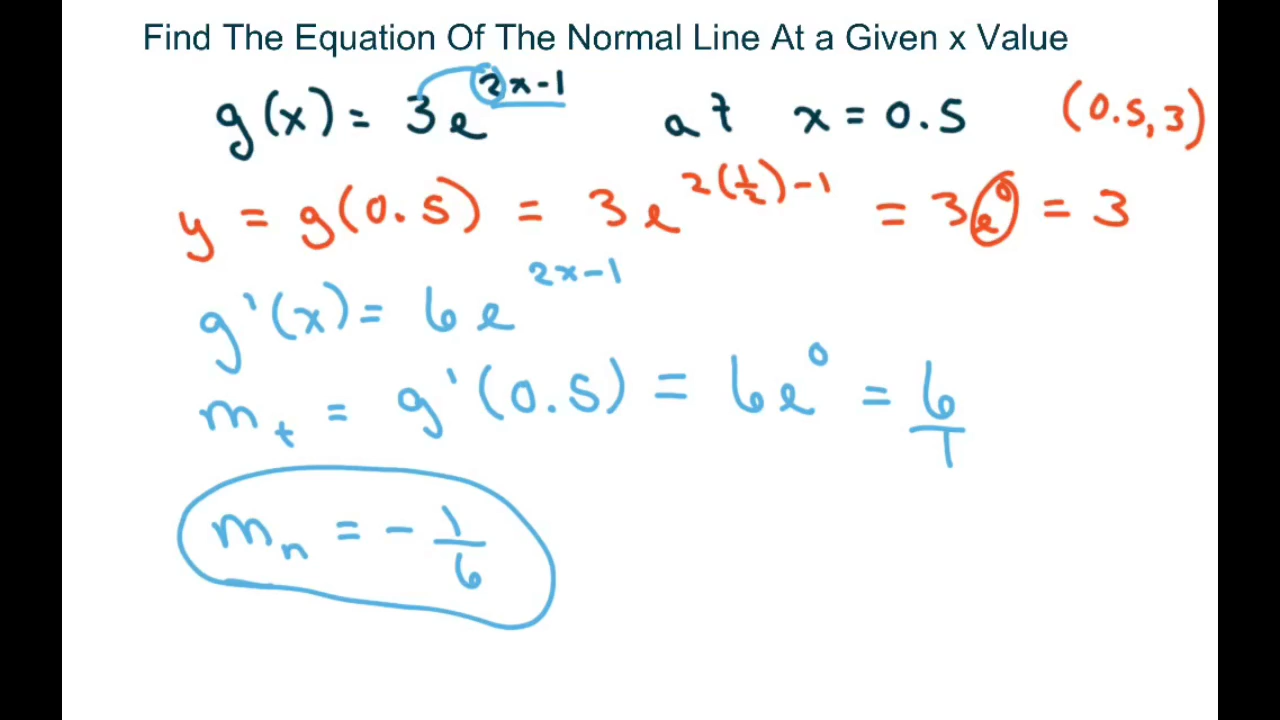 Find The Equation Of The Normal Line At a Given x Value
g(x) = 3e^{2x-1} at x = 0.5 (0.5, 3)
y = g(0.5) = 3e^{2(1/2)-1} = 3e^0 = 3
g'(x) = 6e^{2x-1}
m_t = g'(0.5) = 6e^0 = 6/1
m_n = -1/6